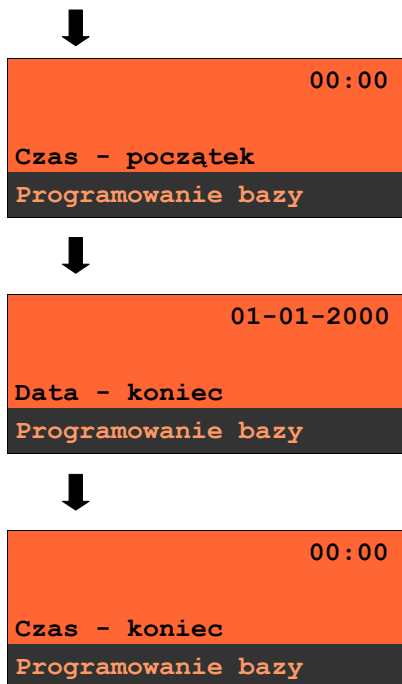 00:00
Czas - początek
Programowanie bazy
01-01-2000
Data - koniec
Programowanie bazy
00:00
Czas - koniec
Programowanie bazy